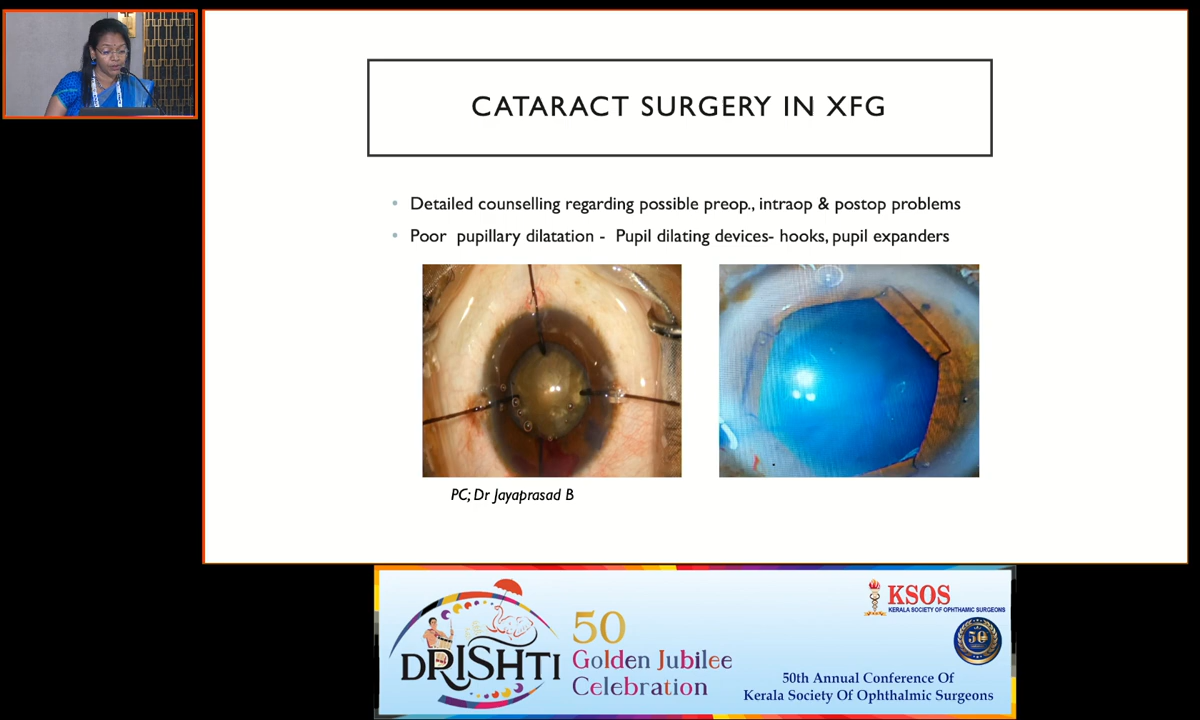 CATARACT SURGERY IN XFG
• Detailed counselling regarding possible preop., intraop & postop problems
• Poor pupillary dilatation - Pupil dilating devices- hooks, pupil expanders
PC; Dr Jayaprasad B
DRISHTI
50
Golden Jubilee
Celebration
KSOS
KERALA SOCIETY OF OPHTHAMIC SURGEONS
50
50th Annual Conference Of
Kerala Society Of Ophthalmic Surgeons